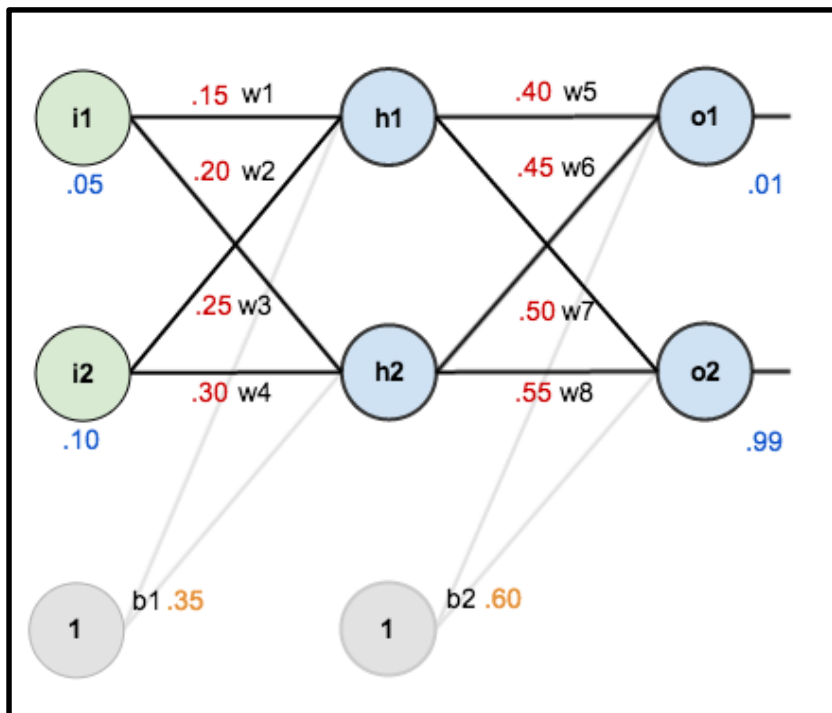 .15 w1
.40 w5
i1
h1
o1
.20 w2
.45 w6
.05
.01
.25 w3
.50 w7
i2
h2
o2
.30 w4
.55 w8
.10
.99
b1 .35
b2 .60
1
1